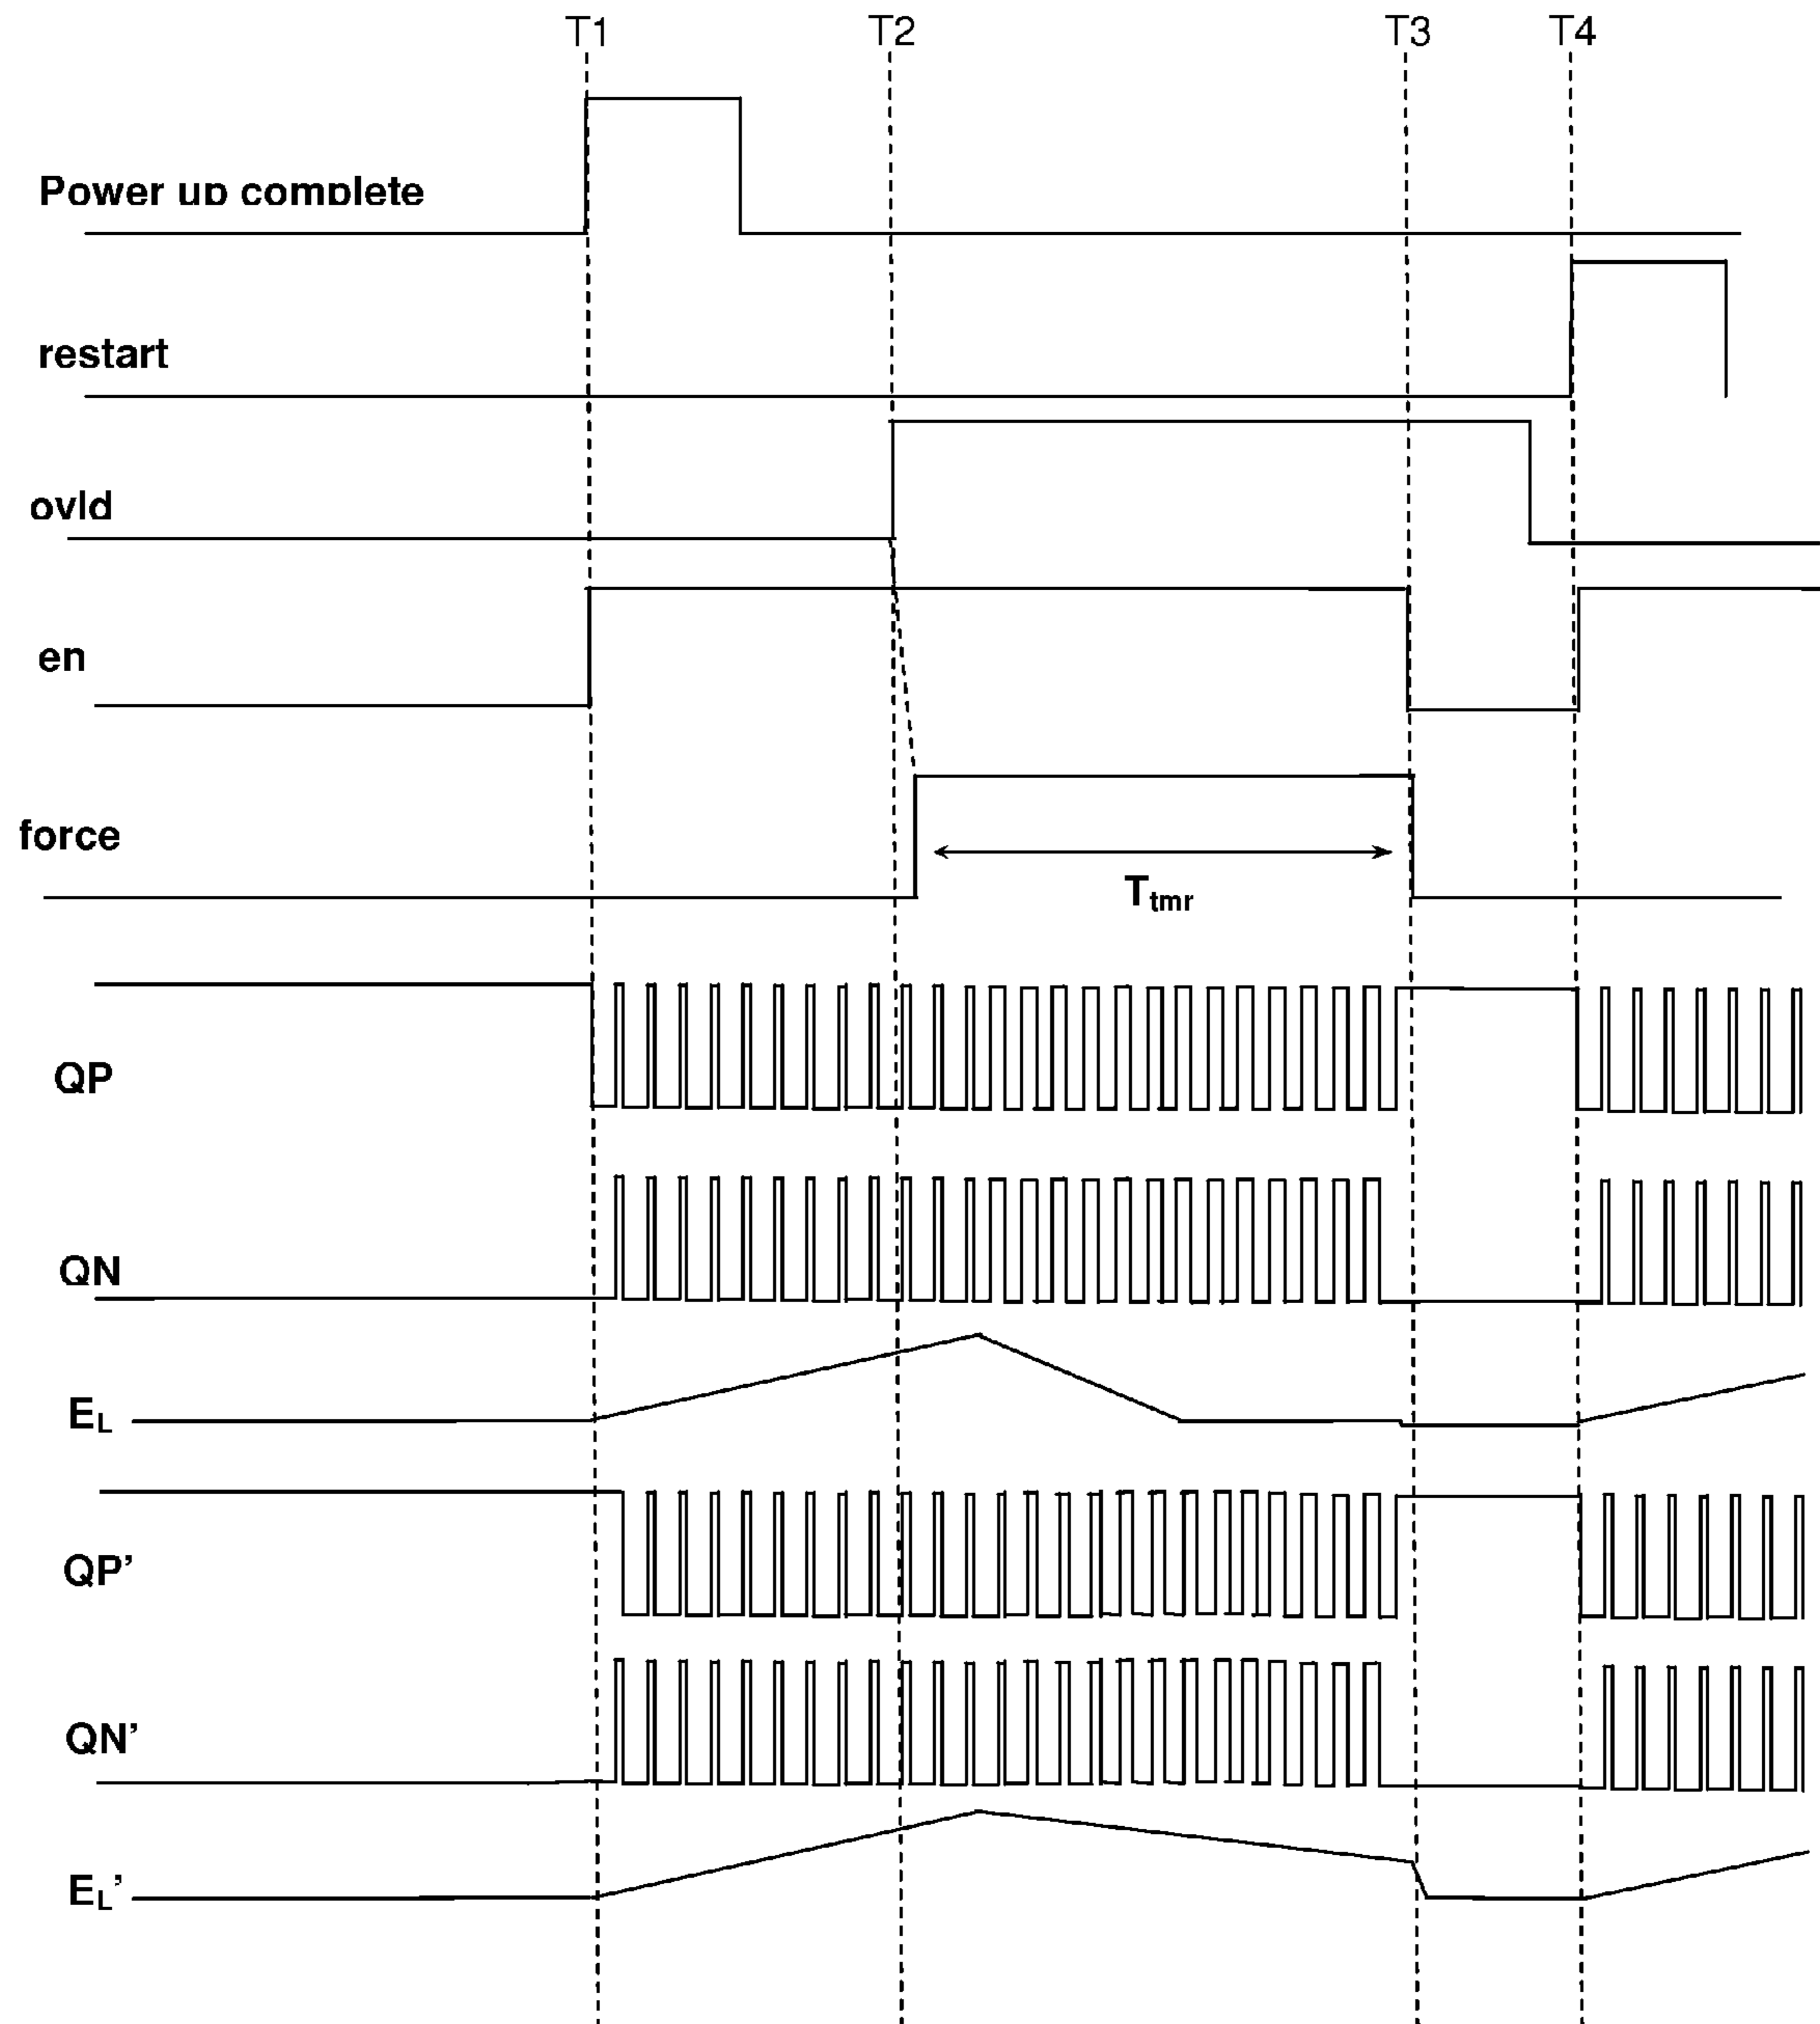 T1 T2 T3 T4
Power up complete
restart
ovld
en
force
Ttmr
QP
QN
EL
QP’
QN’
EL’